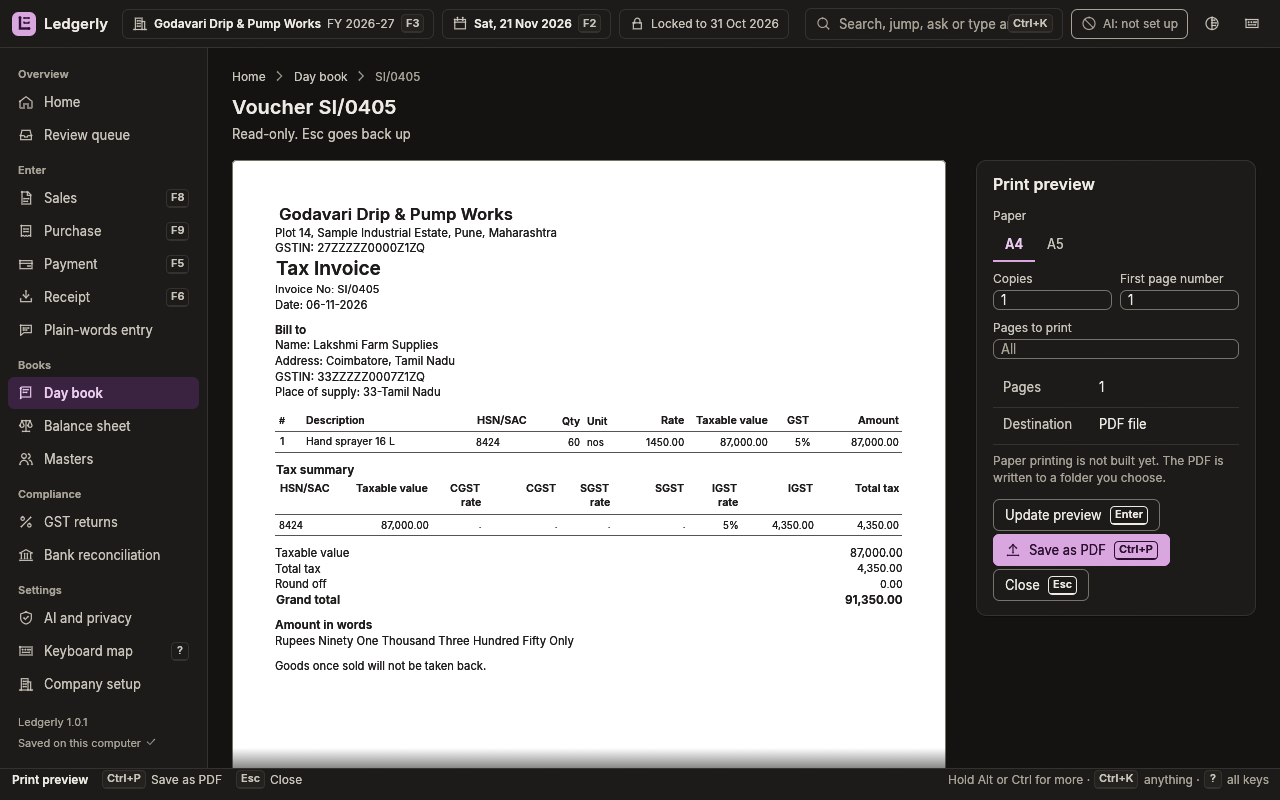 Ledgerly
Godavari Drip & Pump Works FY 2026-27 F3
Sat, 21 Nov 2026 F2
Locked to 31 Oct 2026
Search, jump, ask or type a Ctrl+K
AI: not set up
Overview
Home
Review queue
Enter
Sales F8
Purchase F9
Payment F5
Receipt F6
Plain-words entry
Books
Day book
Balance sheet
Masters
Compliance
GST returns
Bank reconciliation
Settings
AI and privacy
Keyboard map ?
Company setup
Ledgerly 1.0.1
Saved on this computer
Home > Day book > SI/0405
Voucher SI/0405
Read-only. Esc goes back up
Godavari Drip & Pump Works
Plot 14, Sample Industrial Estate, Pune, Maharashtra
GSTIN: 27ZZZZZ0000Z1ZQ
Tax Invoice
Invoice No: SI/0405
Date: 06-11-2026
Bill to
Name: Lakshmi Farm Supplies
Address: Coimbatore, Tamil Nadu
GSTIN: 33ZZZZZ0007Z1ZQ
Place of supply: 33-Tamil Nadu
# Description HSN/SAC Qty Unit Rate Taxable value GST Amount
1 Hand sprayer 16 L 8424 60 nos 1450.00 87,000.00 5% 87,000.00
Tax summary
HSN/SAC Taxable value CGST rate CGST SGST rate SGST IGST rate IGST Total tax
8424 87,000.00 - - - - 5% 4,350.00 4,350.00
Taxable value 87,000.00
Total tax 4,350.00
Round off 0.00
Grand total 91,350.00
Amount in words
Rupees Ninety One Thousand Three Hundred Fifty Only
Goods once sold will not be taken back.
Print preview
Paper
A4 A5
Copies First page number
1 1
Pages to print
All
Pages 1
Destination PDF file
Paper printing is not built yet. The PDF is
written to a folder you choose.
Update preview Enter
Save as PDF Ctrl+P
Close Esc
Print preview Ctrl+P Save as PDF Esc Close
Hold Alt or Ctrl for more · Ctrl+K anything · ? all keys